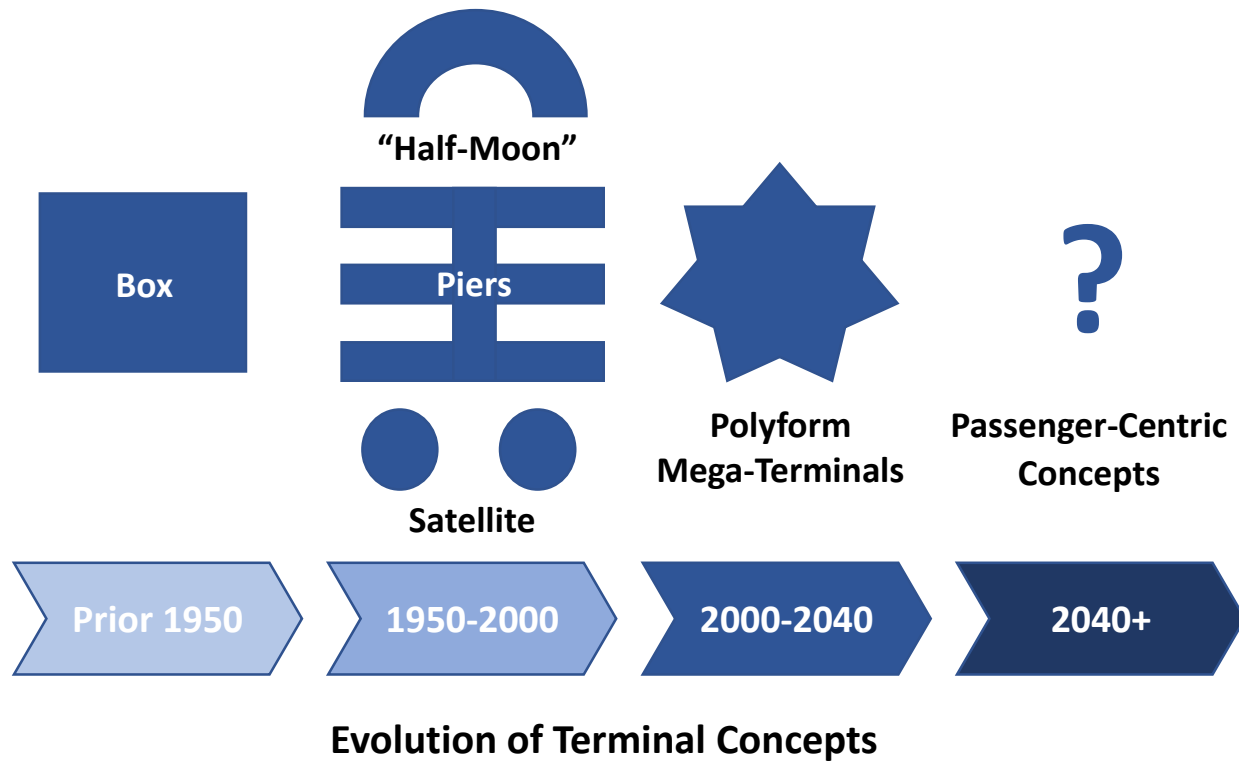 “Half-Moon”
Box
Piers
?
Polyform
Mega-Terminals
Passenger-Centric
Concepts
Satellite
Prior 1950
1950-2000
2000-2040
2040+
Evolution of Terminal Concepts